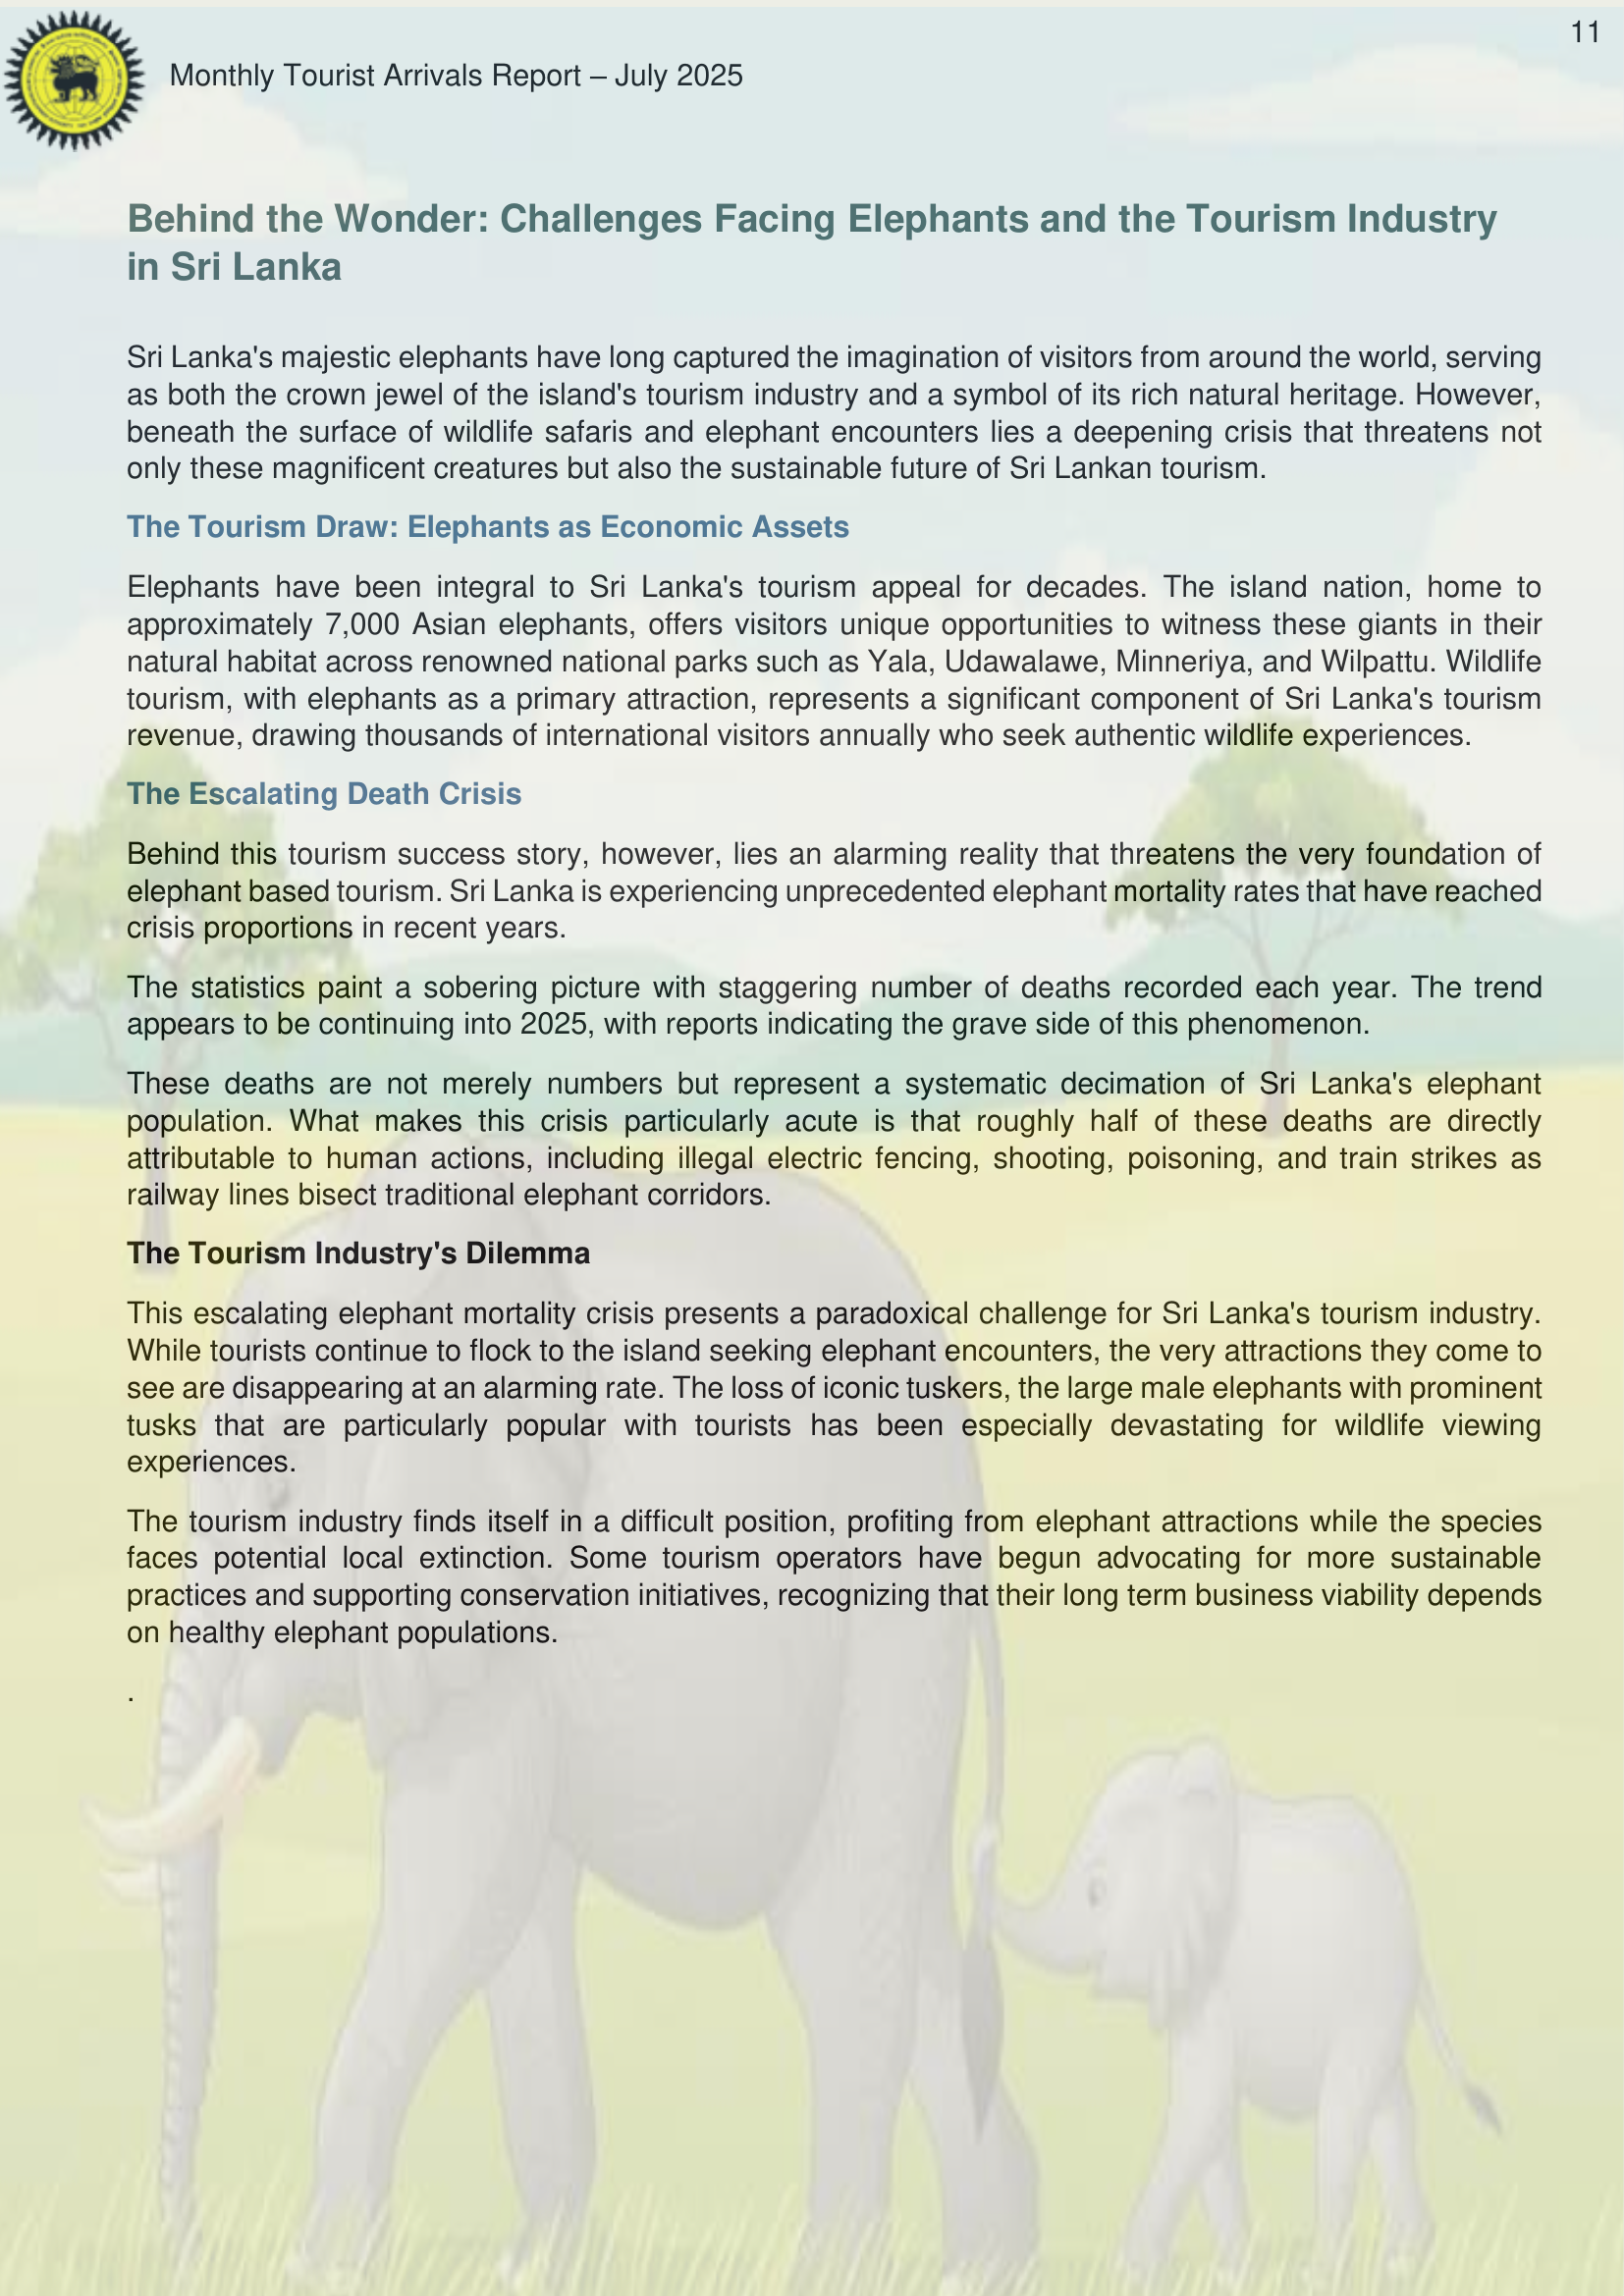 11
Monthly Tourist Arrivals Report – July 2025
Behind the Wonder: Challenges Facing Elephants and the Tourism Industry
in Sri Lanka
Sri Lanka's majestic elephants have long captured the imagination of visitors from around the world, serving
as both the crown jewel of the island's tourism industry and a symbol of its rich natural heritage. However,
beneath the surface of wildlife safaris and elephant encounters lies a deepening crisis that threatens not
only these magnificent creatures but also the sustainable future of Sri Lankan tourism.
The Tourism Draw: Elephants as Economic Assets
Elephants have been integral to Sri Lanka's tourism appeal for decades. The island nation, home to
approximately 7,000 Asian elephants, offers visitors unique opportunities to witness these giants in their
natural habitat across renowned national parks such as Yala, Udawalawe, Minneriya, and Wilpattu. Wildlife
tourism, with elephants as a primary attraction, represents a significant component of Sri Lanka's tourism
revenue, drawing thousands of international visitors annually who seek authentic wildlife experiences.
The Escalating Death Crisis
Behind this tourism success story, however, lies an alarming reality that threatens the very foundation of
elephant based tourism. Sri Lanka is experiencing unprecedented elephant mortality rates that have reached
crisis proportions in recent years.
The statistics paint a sobering picture with staggering number of deaths recorded each year. The trend
appears to be continuing into 2025, with reports indicating the grave side of this phenomenon.
These deaths are not merely numbers but represent a systematic decimation of Sri Lanka's elephant
population. What makes this crisis particularly acute is that roughly half of these deaths are directly
attributable to human actions, including illegal electric fencing, shooting, poisoning, and train strikes as
railway lines bisect traditional elephant corridors.
The Tourism Industry's Dilemma
This escalating elephant mortality crisis presents a paradoxical challenge for Sri Lanka's tourism industry.
While tourists continue to flock to the island seeking elephant encounters, the very attractions they come to
see are disappearing at an alarming rate. The loss of iconic tuskers, the large male elephants with prominent
tusks that are particularly popular with tourists has been especially devastating for wildlife viewing
experiences.
The tourism industry finds itself in a difficult position, profiting from elephant attractions while the species
faces potential local extinction. Some tourism operators have begun advocating for more sustainable
practices and supporting conservation initiatives, recognizing that their long term business viability depends
on healthy elephant populations.
.